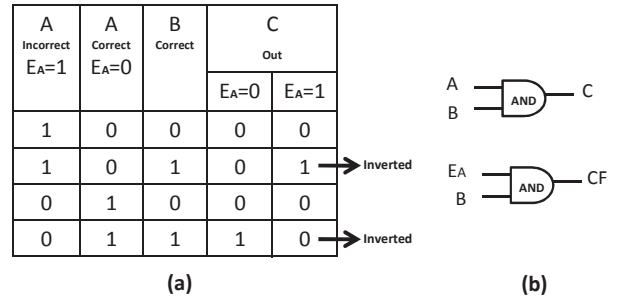 A A B C
Incorrect Correct Correct Out
EA=1 EA=0
EA=0 EA=1
1 0 0 0 0
1 0 1 0 1 Inverted
0 1 0 0 0
0 1 1 1 0 Inverted
(a)
A
B
AND
C
EA
B
AND
CF
(b)